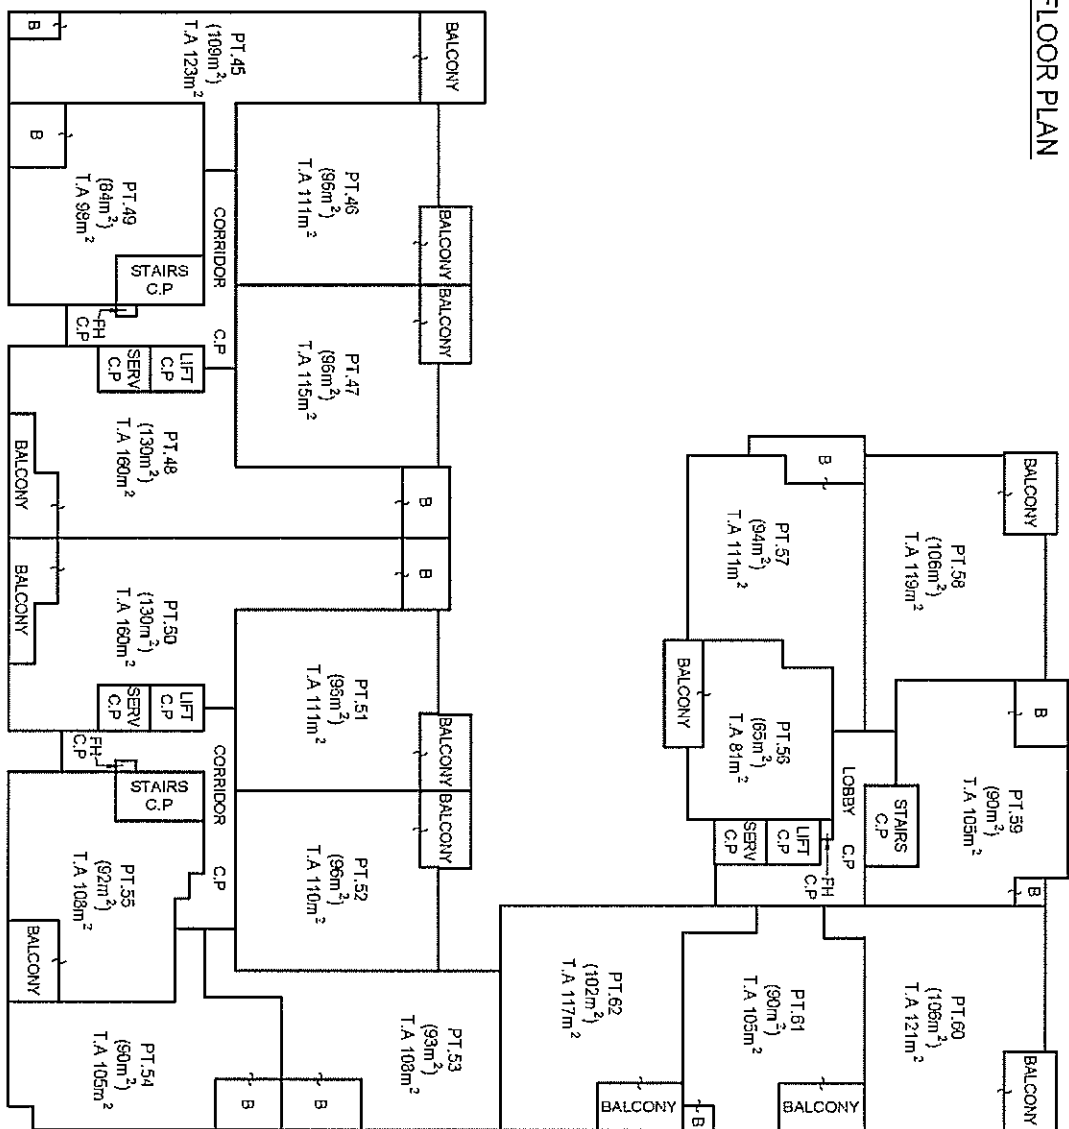 FLOOR PLAN
BALCONY
B
PT.45
(109m²)
T.A 123m²
B
PT.49
(84m²)
T.A 98m²
PT.46
(96m²)
T.A 111m²
BALCONY
BALCONY
CORRIDOR
C.P
STAIRS
C.P
FH
C.P
LIFT
C.P
SERV
C.P
PT.47
(96m²)
T.A 115m²
PT.48
(130m²)
T.A 160m²
BALCONY
B
B
BALCONY
PT.50
(130m²)
T.A 160m²
LIFT
C.P
SERV
C.P
PT.51
(96m²)
T.A 111m²
BALCONY
BALCONY
CORRIDOR
C.P
FH
C.P
STAIRS
C.P
PT.52
(96m²)
T.A 110m²
PT.55
(92m²)
T.A 108m²
BALCONY
PT.54
(90m²)
T.A 105m²
B
B
PT.53
(93m²)
T.A 108m²
BALCONY
PT.58
(106m²)
T.A 119m²
B
PT.57
(94m²)
T.A 111m²
BALCONY
PT.56
(65m²)
T.A 81m²
LOBBY
C.P
STAIRS
C.P
LIFT
C.P
SERV
C.P
FH
C.P
B
PT.59
(90m²)
T.A 105m²
B
PT.60
(106m²)
T.A 121m²
BALCONY
PT.61
(90m²)
T.A 105m²
BALCONY
B
PT.62
(102m²)
T.A 117m²
BALCONY